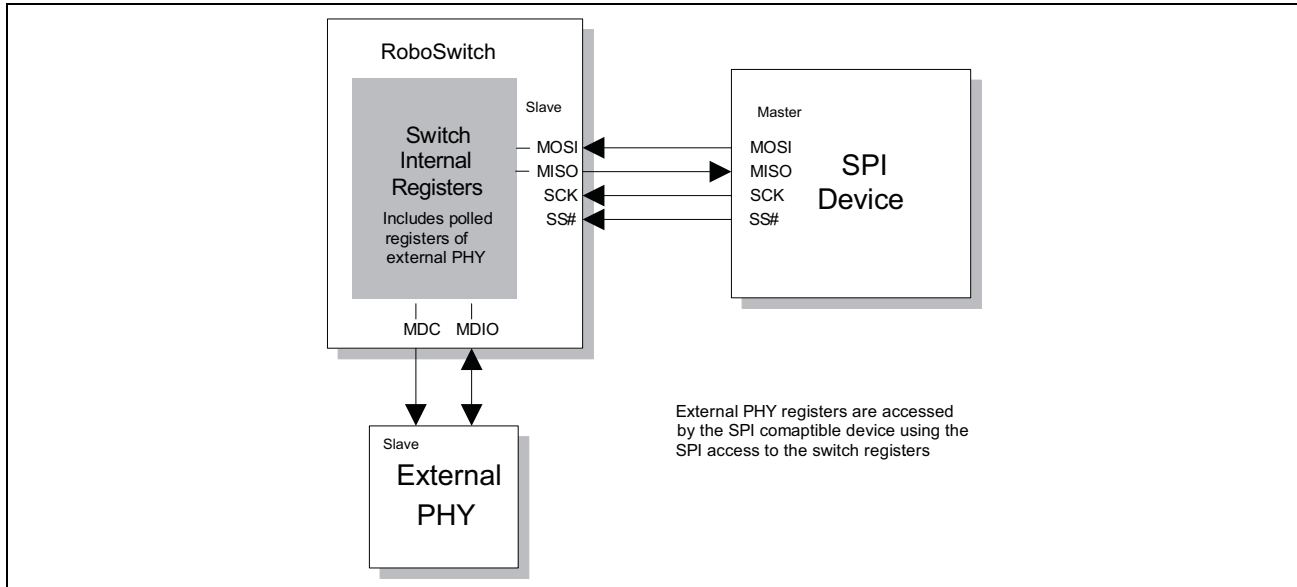 RoboSwitch
Switch
Internal
Registers
Includes polled
registers of
external PHY
Slave
MOSI
MISO
SCK
SS#
MDC MDIO
Master
MOSI
MISO
SCK
SS#
SPI
Device
Slave
External
PHY
External PHY registers are accessed
by the SPI comaptible device using the
SPI access to the switch registers